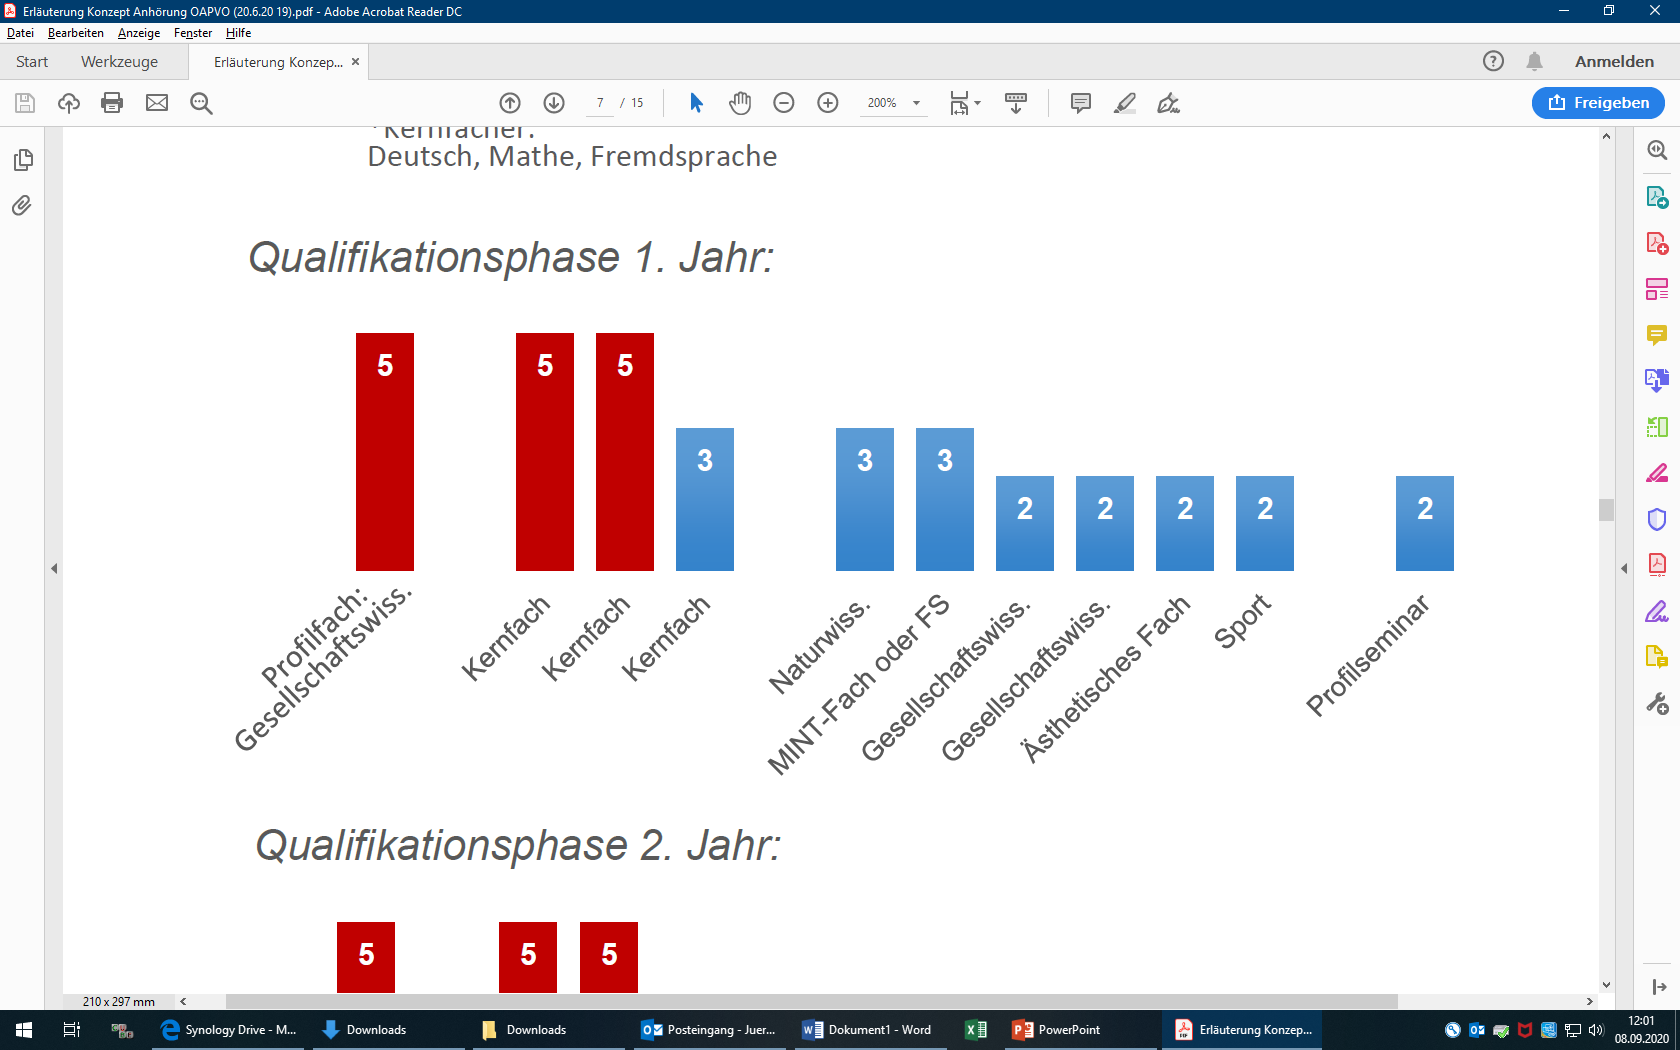 Erläuterung Konzept Anhörung OAPVO (20.6.20 19).pdf - Adobe Acrobat Reader DC
Datei Bearbeiten Anzeige Fenster Hilfe
Start Werkzeuge Erläuterung Konzep... × Anmelden
7 / 15 200% Freigeben
*Kernfächer:
Deutsch, Mathe, Fremdsprache
Qualifikationsphase 1. Jahr:
5 5 5 3 3 3 2 2 2 2 2
Profilfach:
Gesellschaftswiss.
Kernfach
Kernfach
Kernfach
Naturwiss.
MINT-Fach oder FS
Gesellschaftswiss.
Gesellschaftswiss.
Ästhetisches Fach
Sport
Profilseminar
Qualifikationsphase 2. Jahr:
5 5 5
210 x 297 mm
Synology Drive - M... Downloads Downloads Posteingang - Juer... Dokument1 - Word PowerPoint Erläuterung Konzep... 12:01
08.09.2020